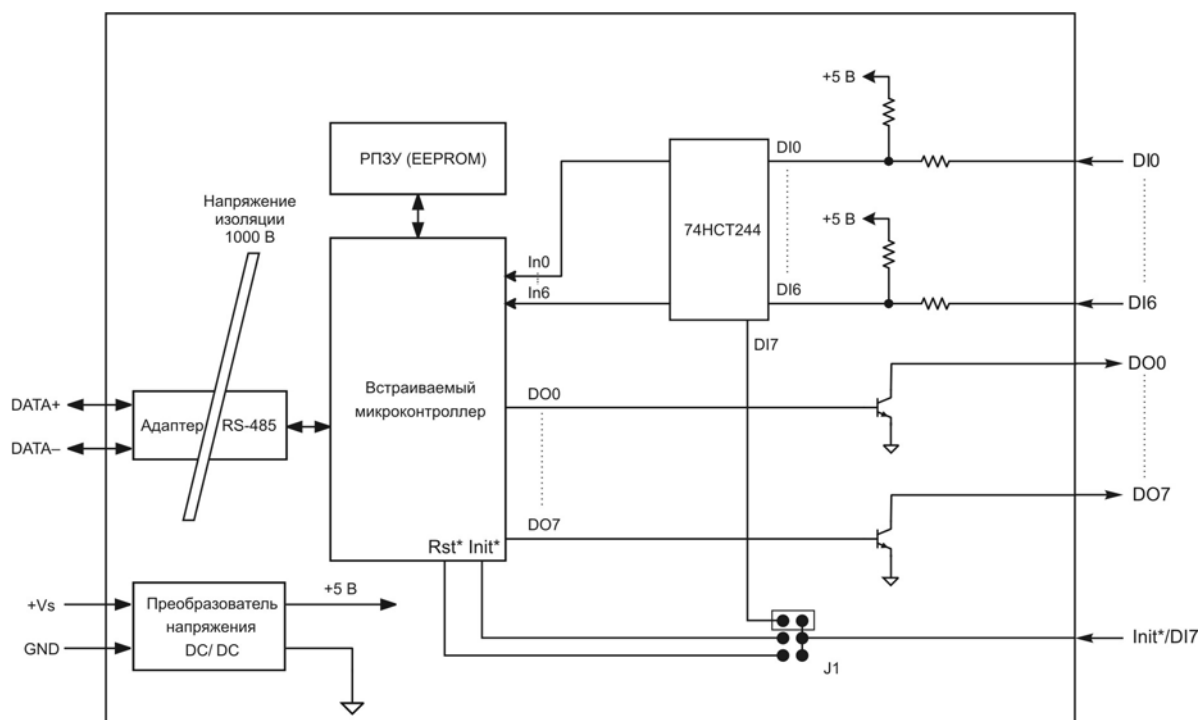 +5 В
РПЗУ (EEPROM)
DI0
DI0
Напряжение
изоляции
1000 В
74HCT244
+5 В
In0
In6
DI6
DI6
DI7
Встраиваемый
микроконтроллер
DO0
DO0
DATA+
Адаптер
RS-485
DATA–
DO7
DO7
Rst*
Init*
+5 В
+Vs
Преобразователь
напряжения
DC/ DC
GND
Init*/DI7
J1